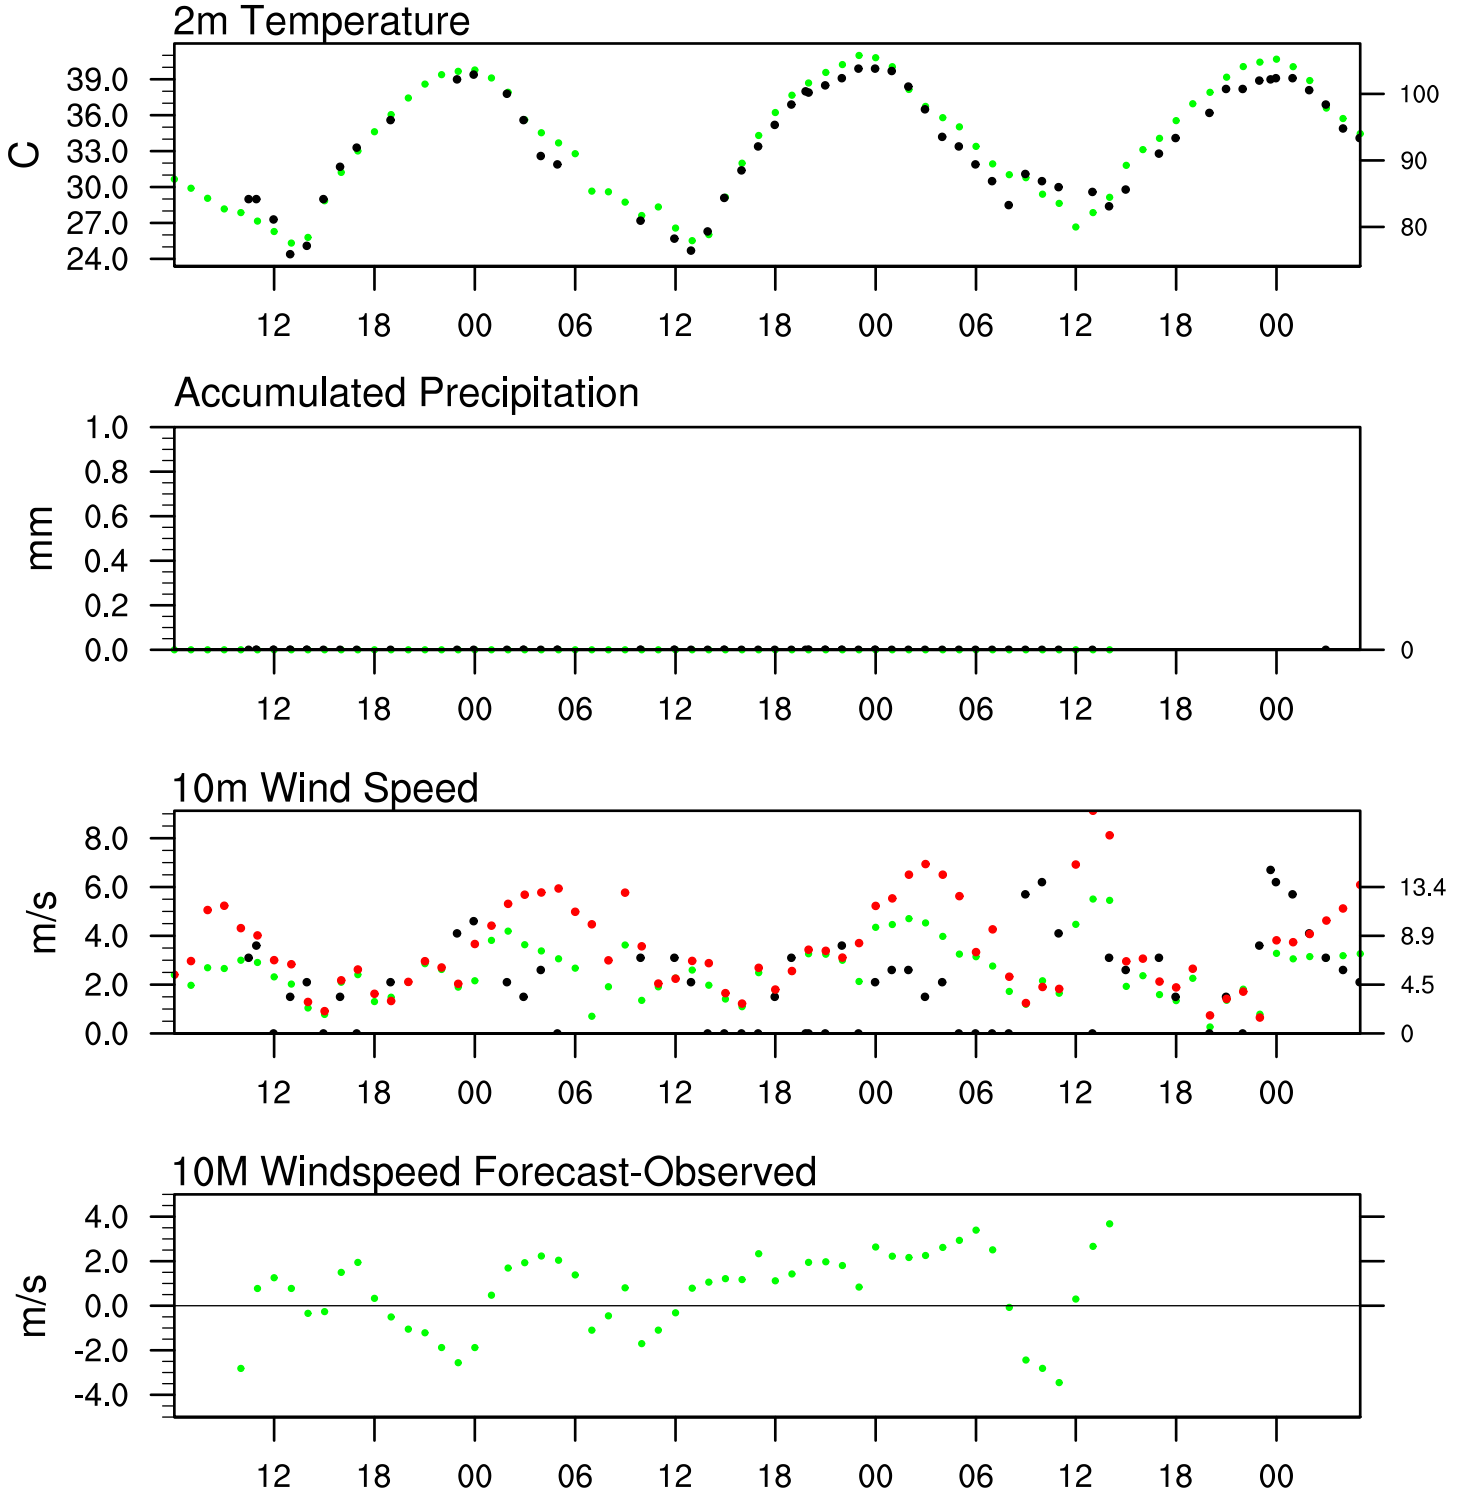 2m Temperature
C
39.0
36.0
33.0
30.0
27.0
24.0
100
90
80
12 18 00 06 12 18 00 06 12 18 00
Accumulated Precipitation
mm
1.0
0.8
0.6
0.4
0.2
0.0
0
12 18 00 06 12 18 00 06 12 18 00
10m Wind Speed
m/s
8.0
6.0
4.0
2.0
0.0
13.4
8.9
4.5
0
12 18 00 06 12 18 00 06 12 18 00
10M Windspeed Forecast-Observed
m/s
4.0
2.0
0.0
-2.0
-4.0
12 18 00 06 12 18 00 06 12 18 00